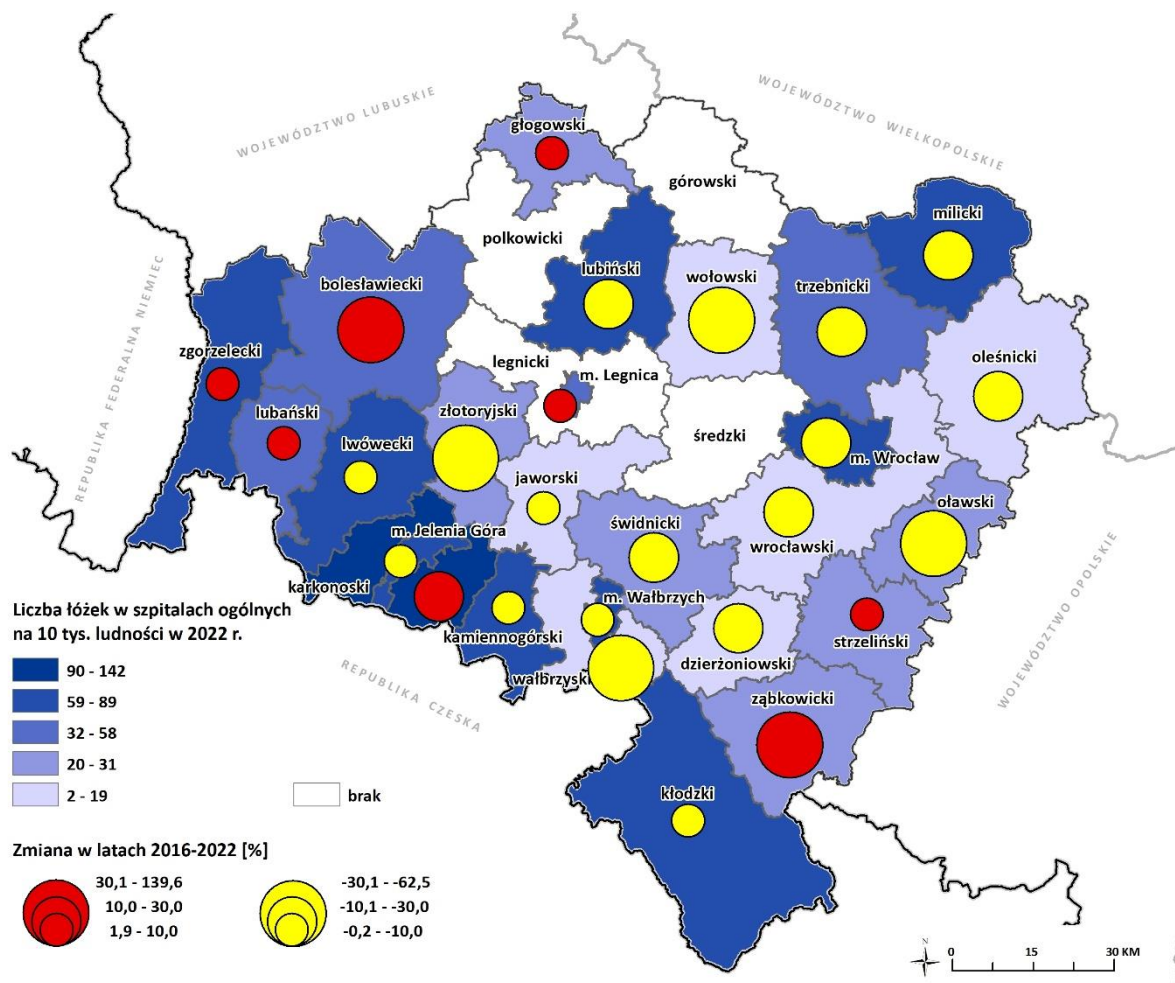 WOJEWÓDZTWO LUBUSKIE
WOJEWÓDZTWO WIELKOPOLSKIE
REPUBLIKA FEDERALNA NIEMIEC
głogowski
górowski
milicki
polkowicki
lubiński
wołowski
trzebnicki
bolesławiecki
zgorzelecki
legnicki
m. Legnica
oleśnicki
lubański
złotoryjski
lwówecki
średzki
m. Wrocław
jaworski
oławski
m. Jelenia Góra
świdnicki
wrocławski
karkonoski
m. Wałbrzych
kamiennogórski
strzeliński
dzierżoniowski
wałbrzyski
ząbkowicki
kłodzki
REPUBLIKA CZESKA
WOJEWÓDZTWO OPOLSKIE
Liczba łóżek w szpitalach ogólnych
na 10 tys. ludności w 2022 r.
90 - 142
59 - 89
32 - 58
20 - 31
2 - 19
brak
Zmiana w latach 2016-2022 [%]
30,1 - 139,6
10,0 - 30,0
1,9 - 10,0
-30,1 - -62,5
-10,1 - -30,0
-0,2 - -10,0
N
0 15 30 KM